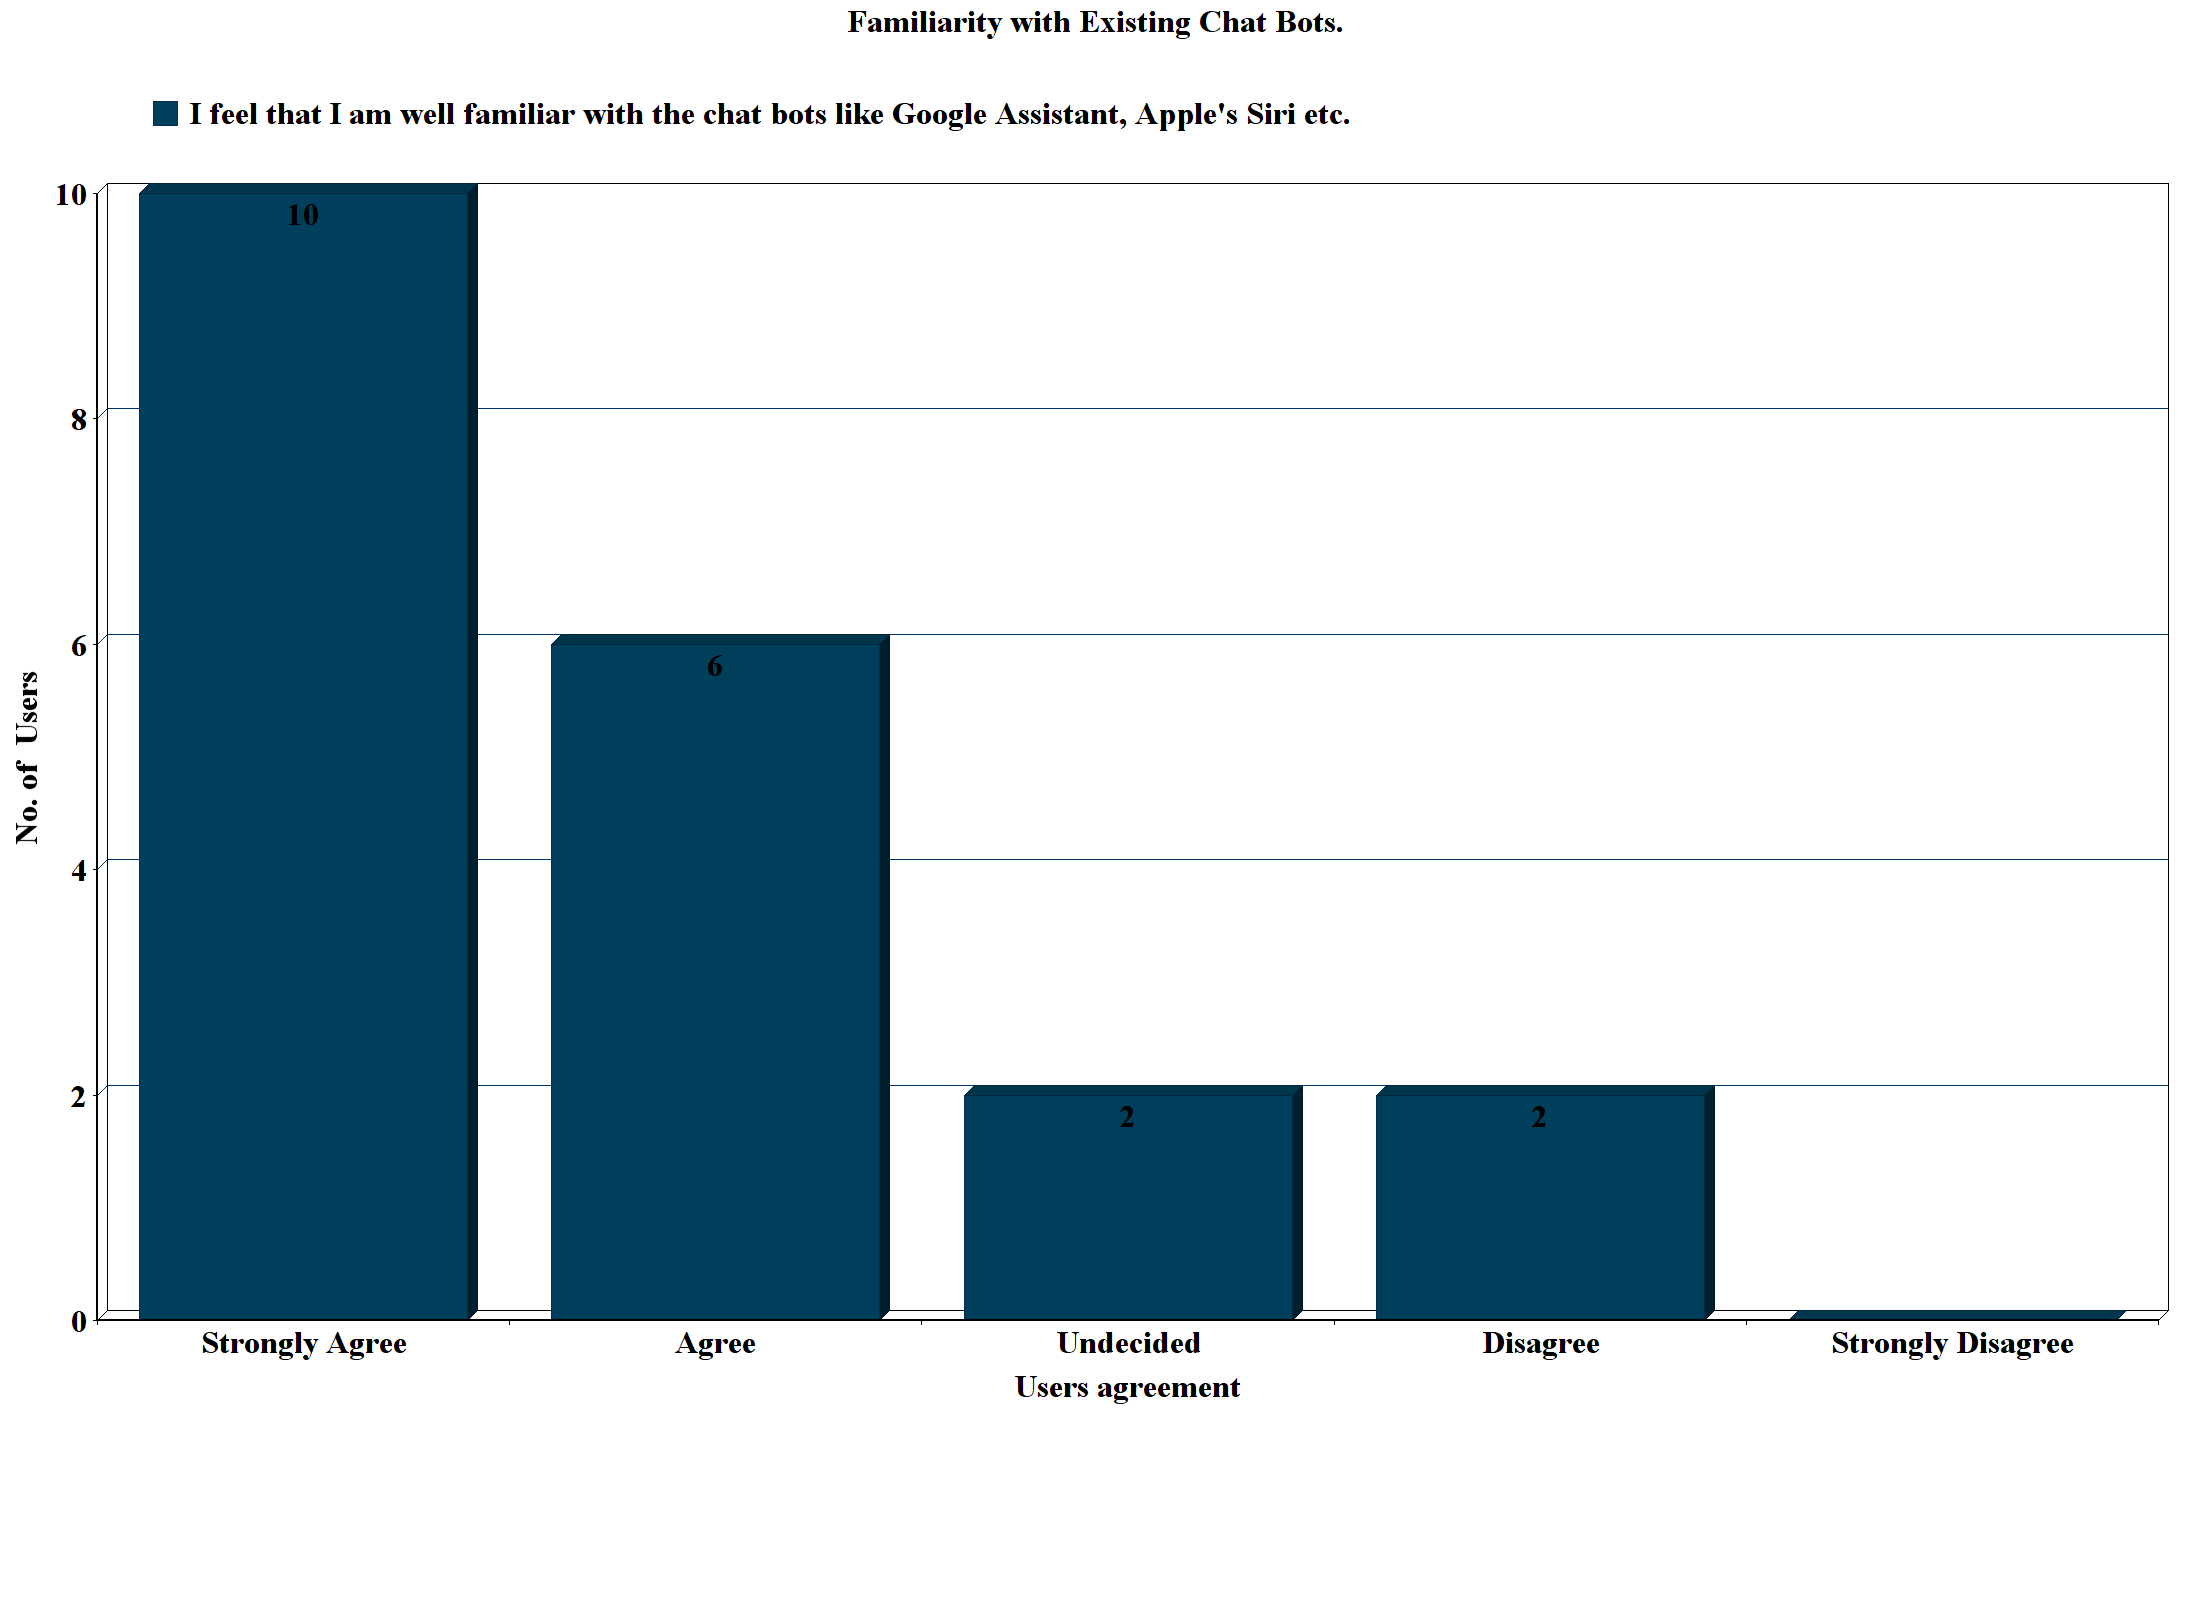 Familiarity with Existing Chat Bots.
I feel that I am well familiar with the chat bots like Google Assistant, Apple's Siri etc.
10
8
6
4
2
0
No. of Users
10
6
2
2
Strongly Agree
Agree
Undecided
Disagree
Strongly Disagree
Users agreement